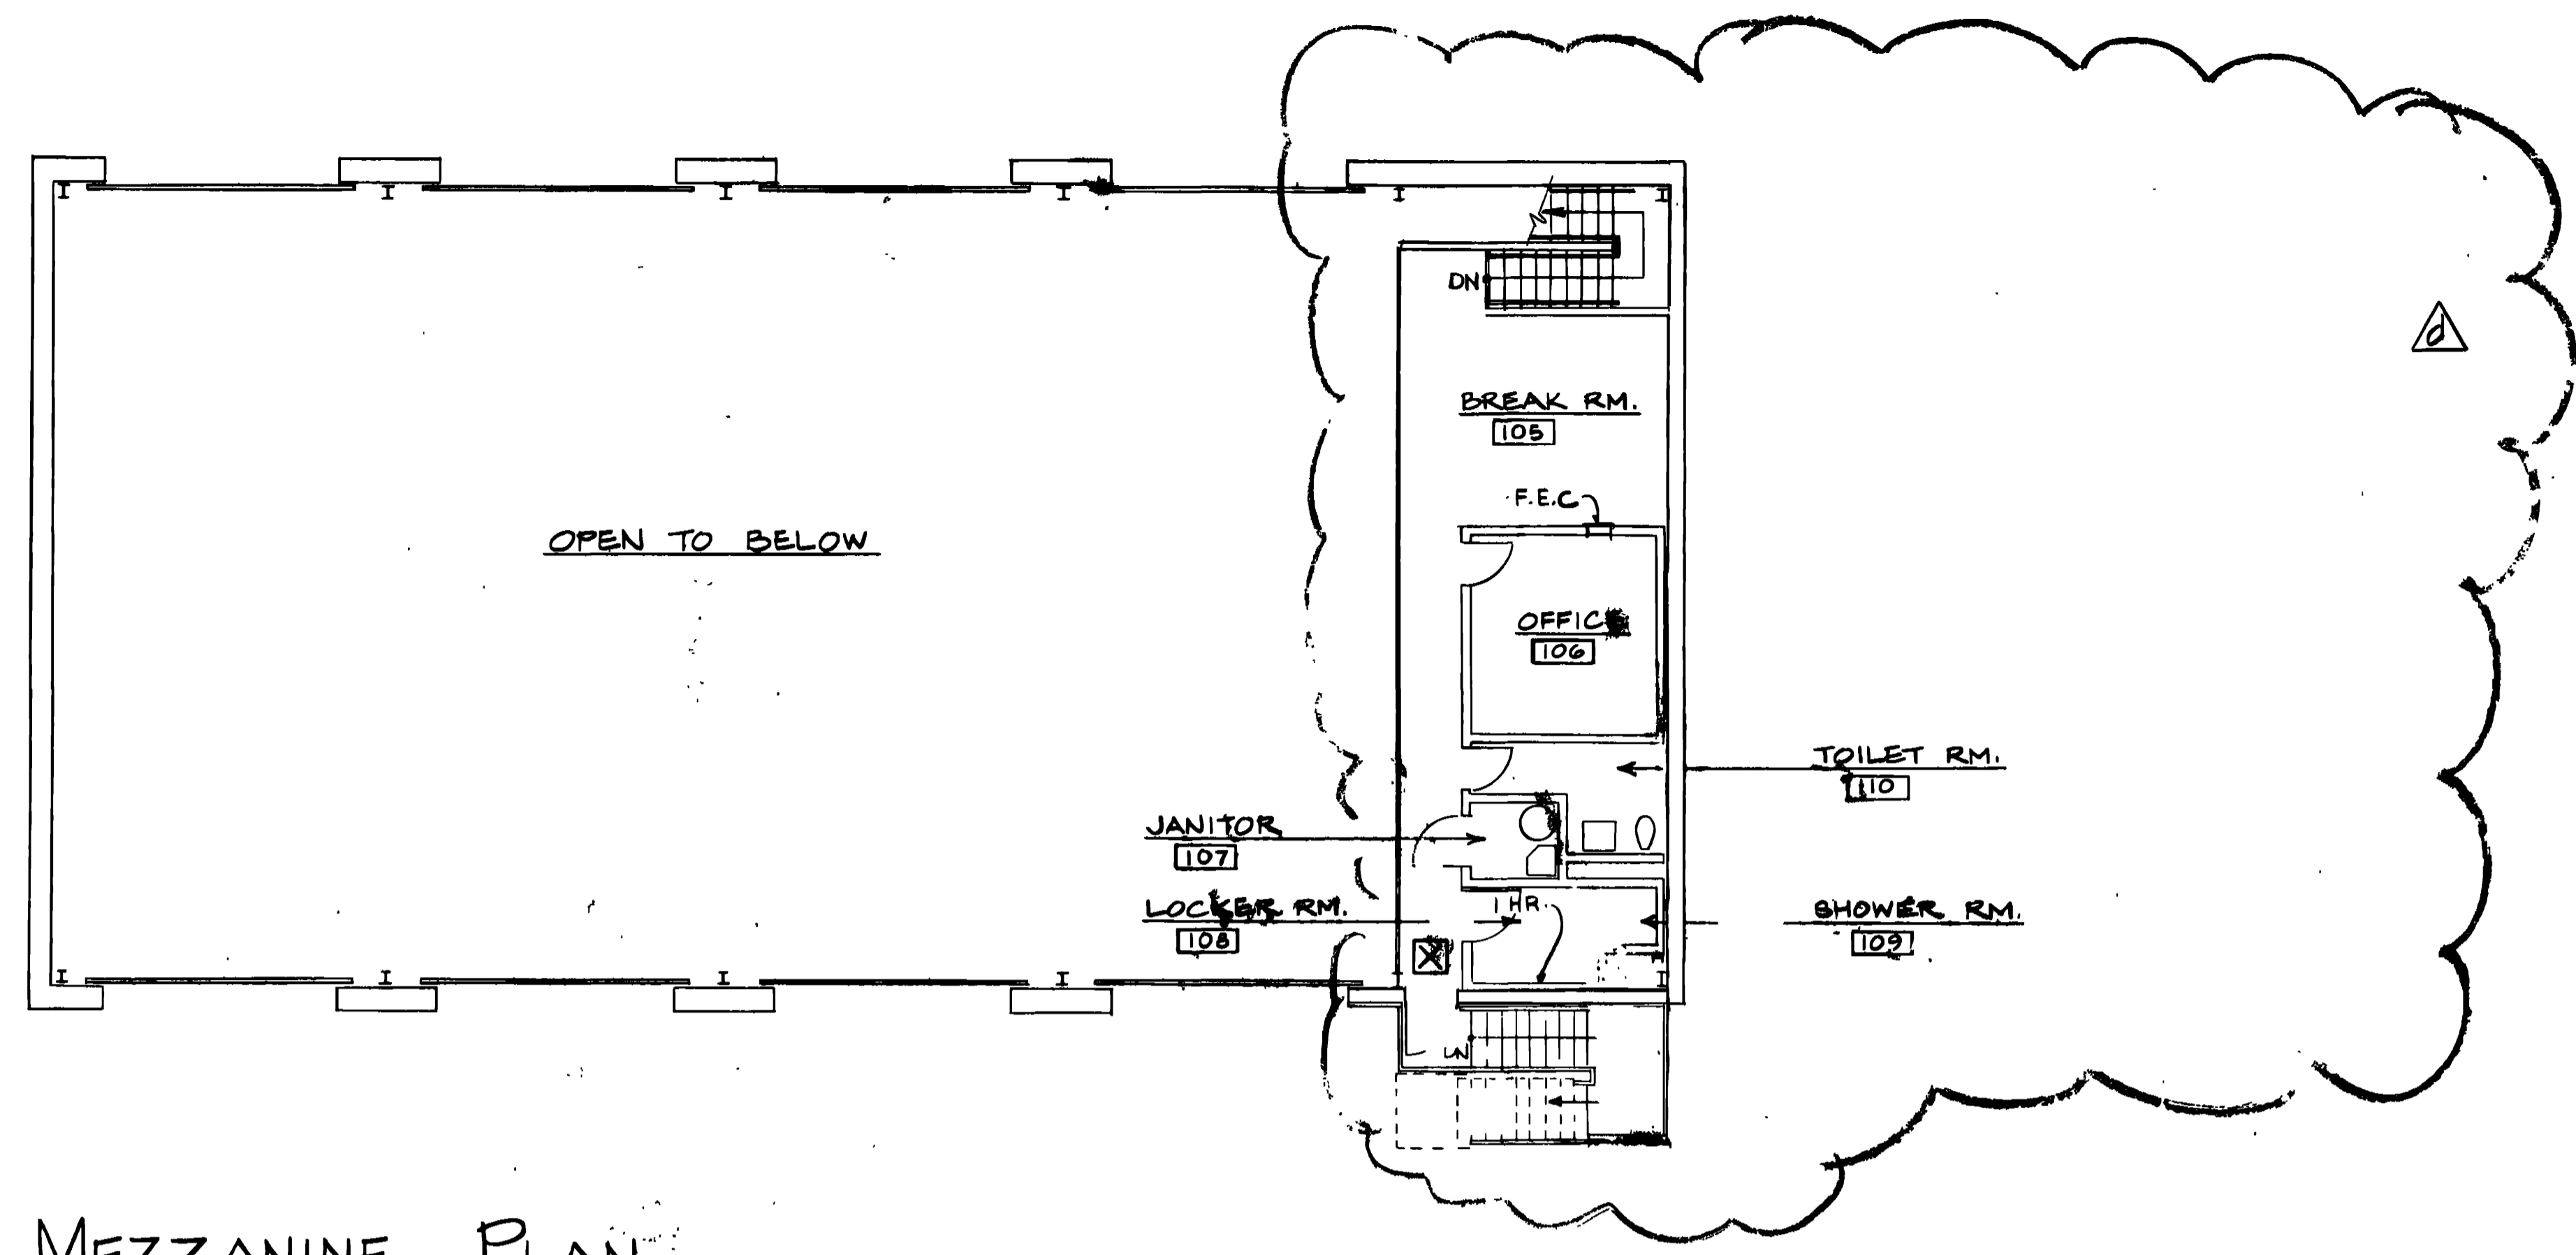 DN
d
BREAK RM.
105
F.E.C
OPEN TO BELOW
OFFICE
106
TOILET RM.
110
JANITOR
107
LOCKER RM.
108
1 HR.
SHOWER RM.
109
DN
MEZZANINE PLAN